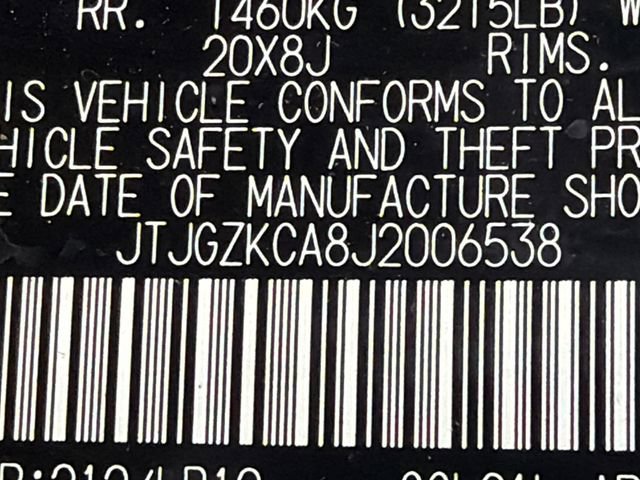 RR. 1460KG (3215LB) W
20X8J RIMS.
IS VEHICLE CONFORMS TO AL
HICLE SAFETY AND THEFT PR
E DATE OF MANUFACTURE SHO
JTJGZKCA8J2006538